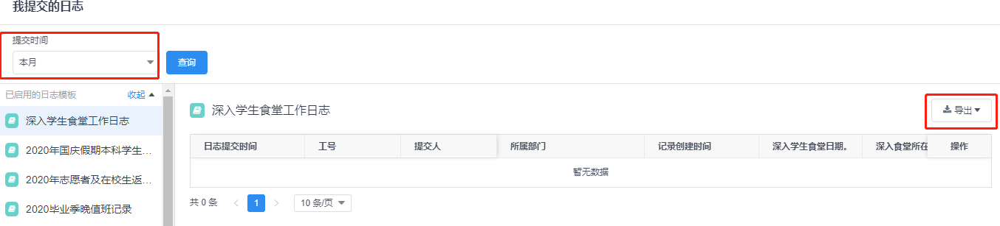 我提交的日志
提交时间
本月
查询
已启用的日志模板 收起
深入学生食堂工作日志
2020年国庆假期本科学生...
2020年志愿者及在校生返...
2020毕业季晚值班记录
深入学生食堂工作日志
导出
日志提交时间 工号 提交人 所属部门 记录创建时间 深入学生食堂日期。 深入食堂所在 操作
暂无数据
共 0 条 1 10 条/页